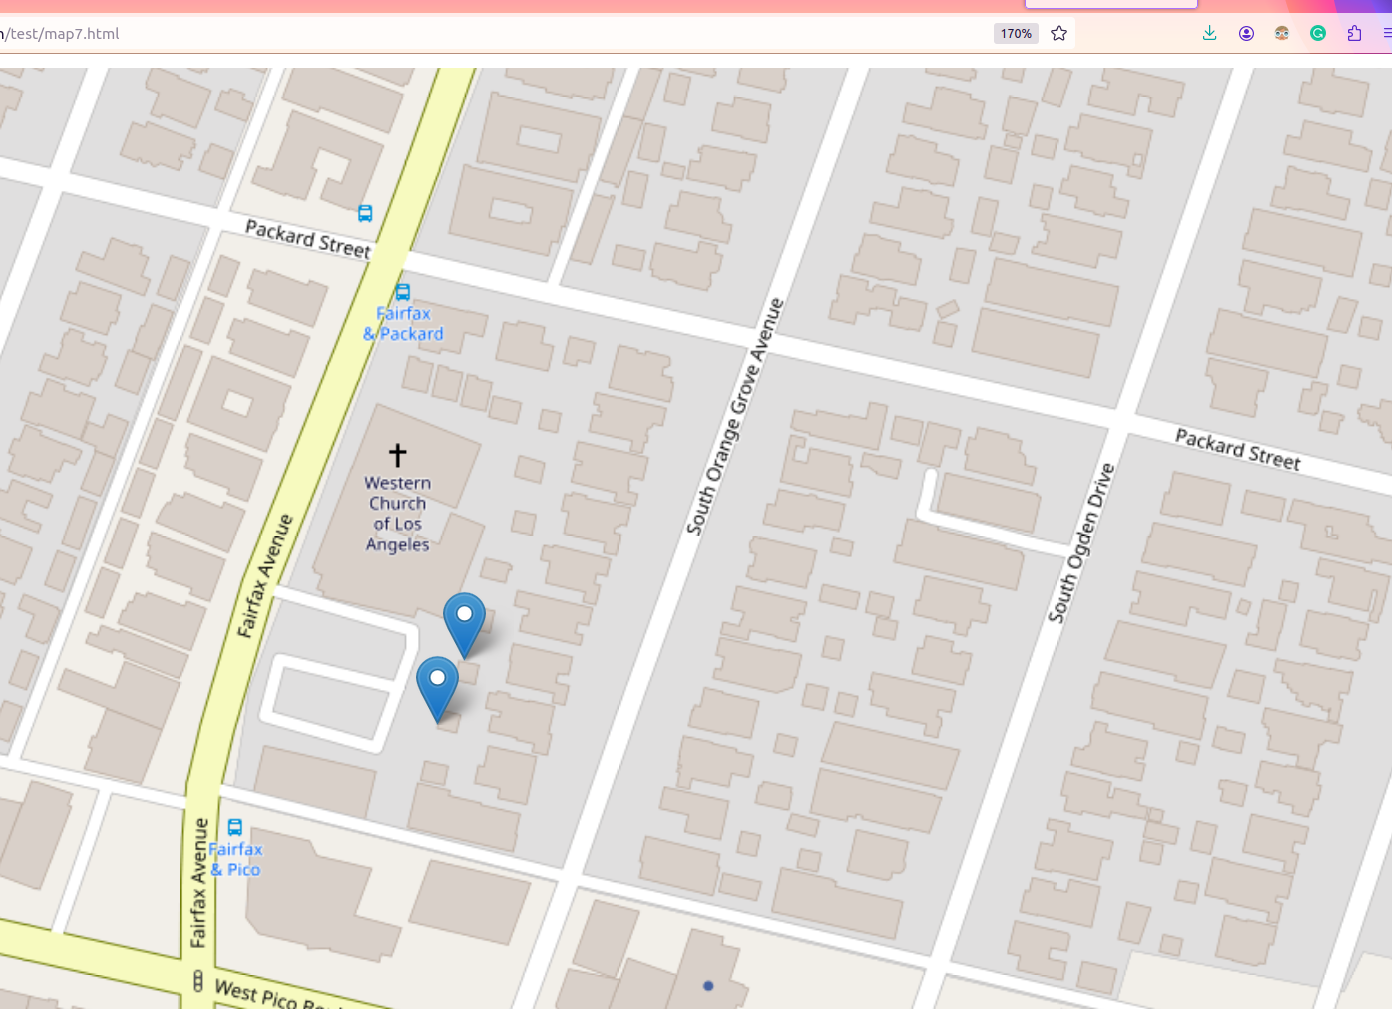 /test/map7.html
170%
Packard Street
Fairfax
& Packard
South Orange Grove Avenue
Western
Church
of Los
Angeles
Packard Street
South Ogden Drive
Fairfax Avenue
Fairfax
& Pico
Fairfax Avenue
West Pico